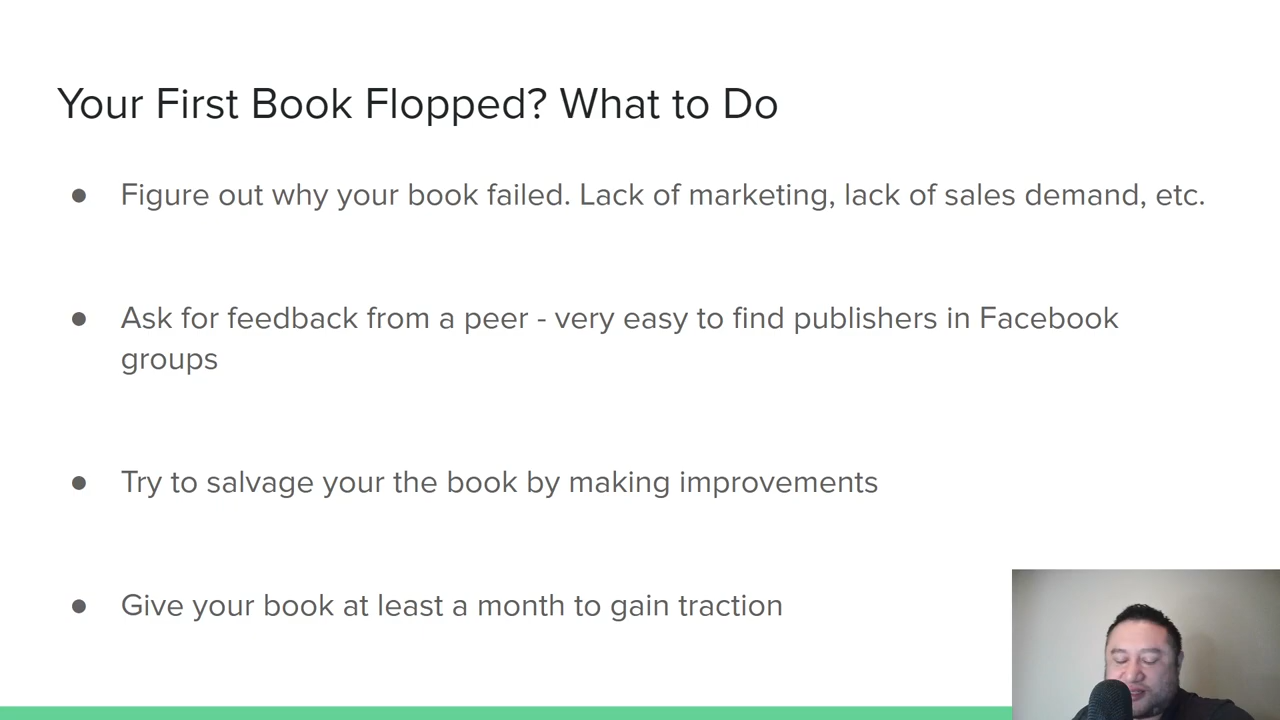 Your First Book Flopped? What to Do
● Figure out why your book failed. Lack of marketing, lack of sales demand, etc.
● Ask for feedback from a peer - very easy to find publishers in Facebook
groups
● Try to salvage your the book by making improvements
● Give your book at least a month to gain traction